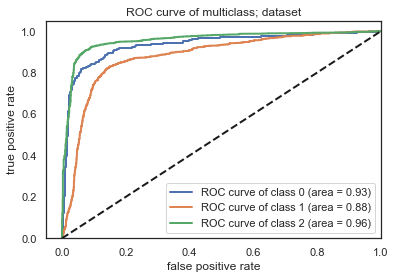 ROC curve of multiclass; dataset
true positive rate
1.0
0.8
0.6
0.4
0.2
0.0
ROC curve of class 0 (area = 0.93)
ROC curve of class 1 (area = 0.88)
ROC curve of class 2 (area = 0.96)
0.0 0.2 0.4 0.6 0.8 1.0
false positive rate